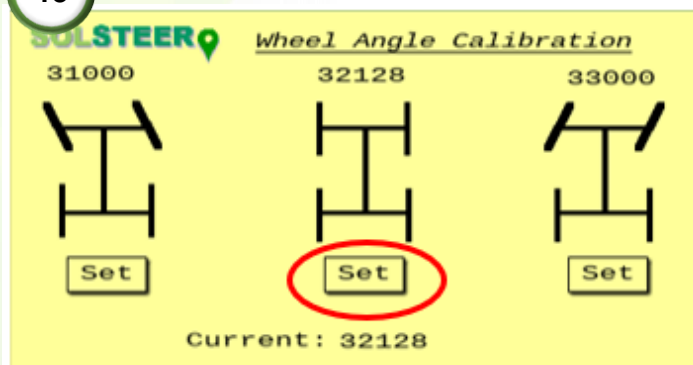 SOLSTEER
Wheel Angle Calibration
31000 32128 33000
Set Set Set
Current: 32128